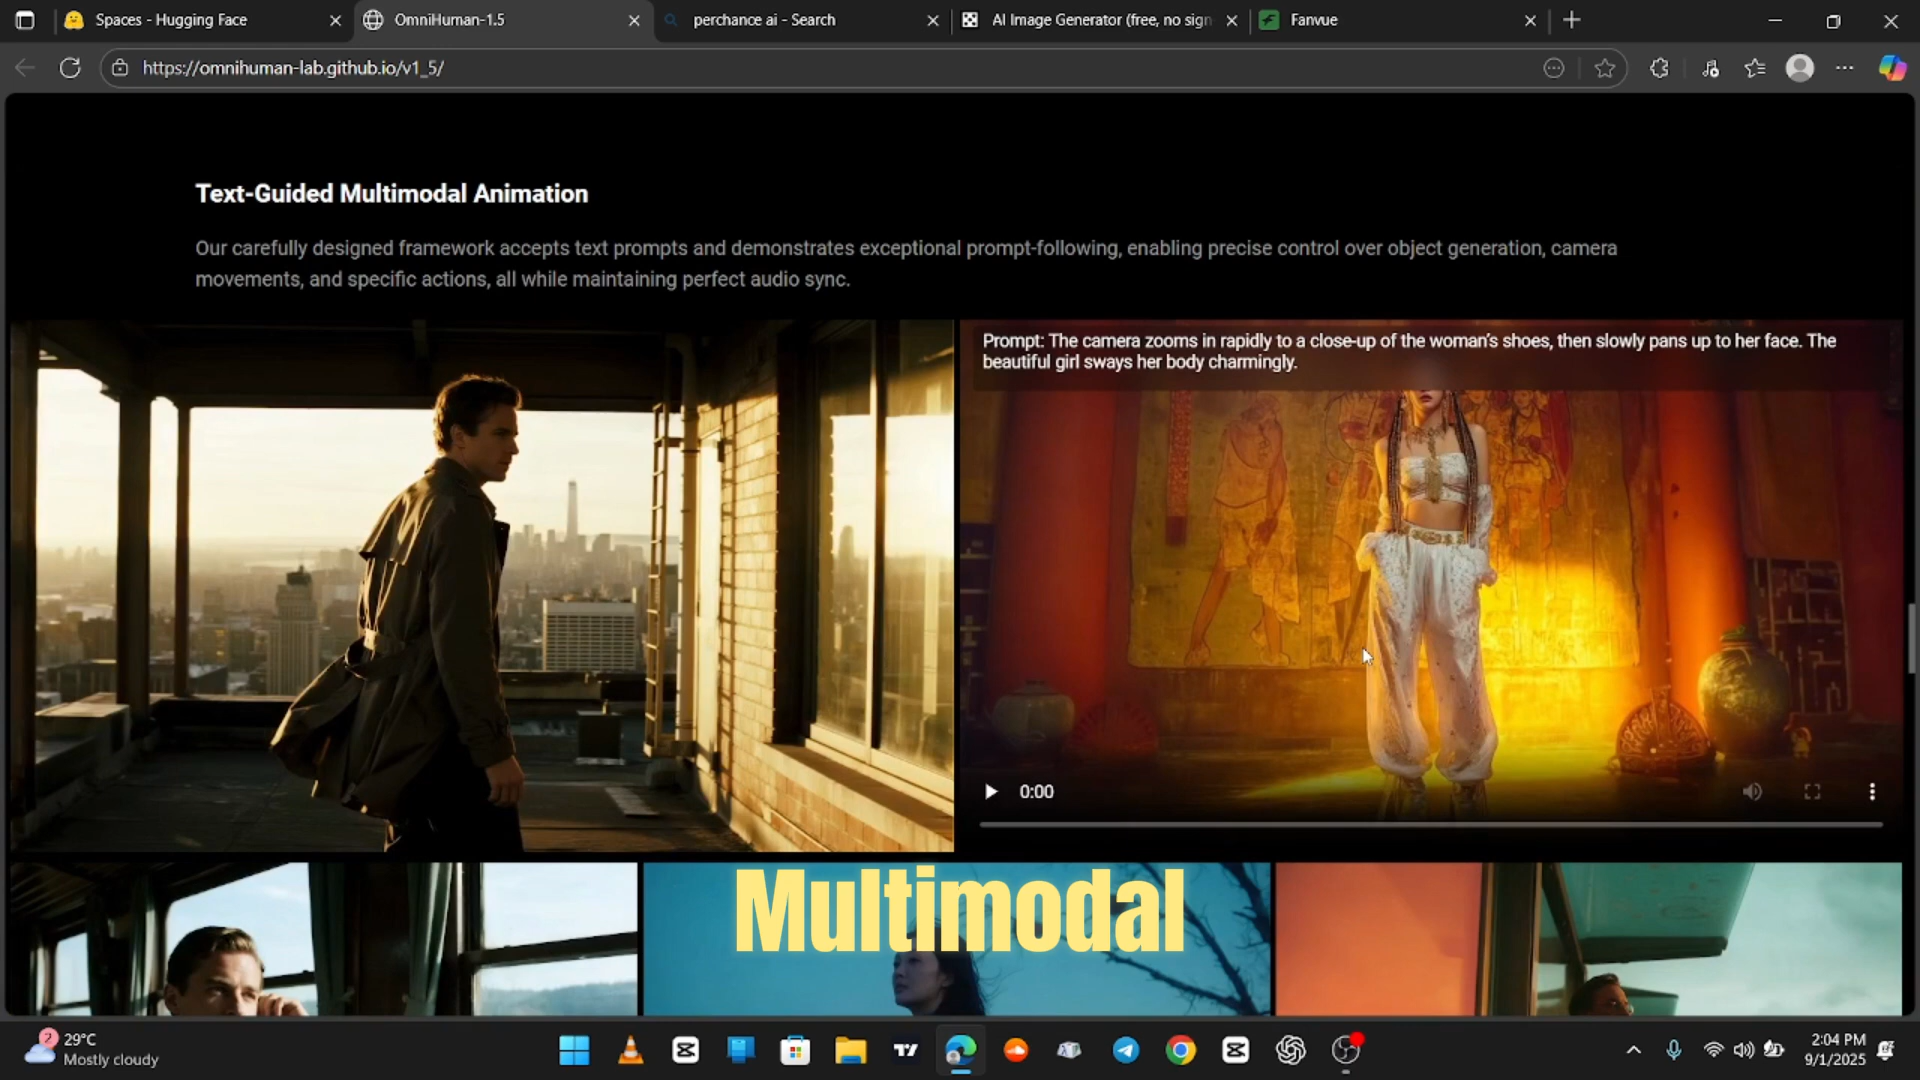 Spaces - Hugging Face
OmniHuman-1.5
perchance ai - Search
AI Image Generator (free, no sign
Fanvue
https://omnihuman-lab.github.io/v1_5/
Text-Guided Multimodal Animation
Our carefully designed framework accepts text prompts and demonstrates exceptional prompt-following, enabling precise control over object generation, camera
movements, and specific actions, all while maintaining perfect audio sync.
Prompt: The camera zooms in rapidly to a close-up of the woman's shoes, then slowly pans up to her face. The
beautiful girl sways her body charmingly.
0:00
Multimodal
2
29°C
Mostly cloudy
2:04 PM
9/1/2025